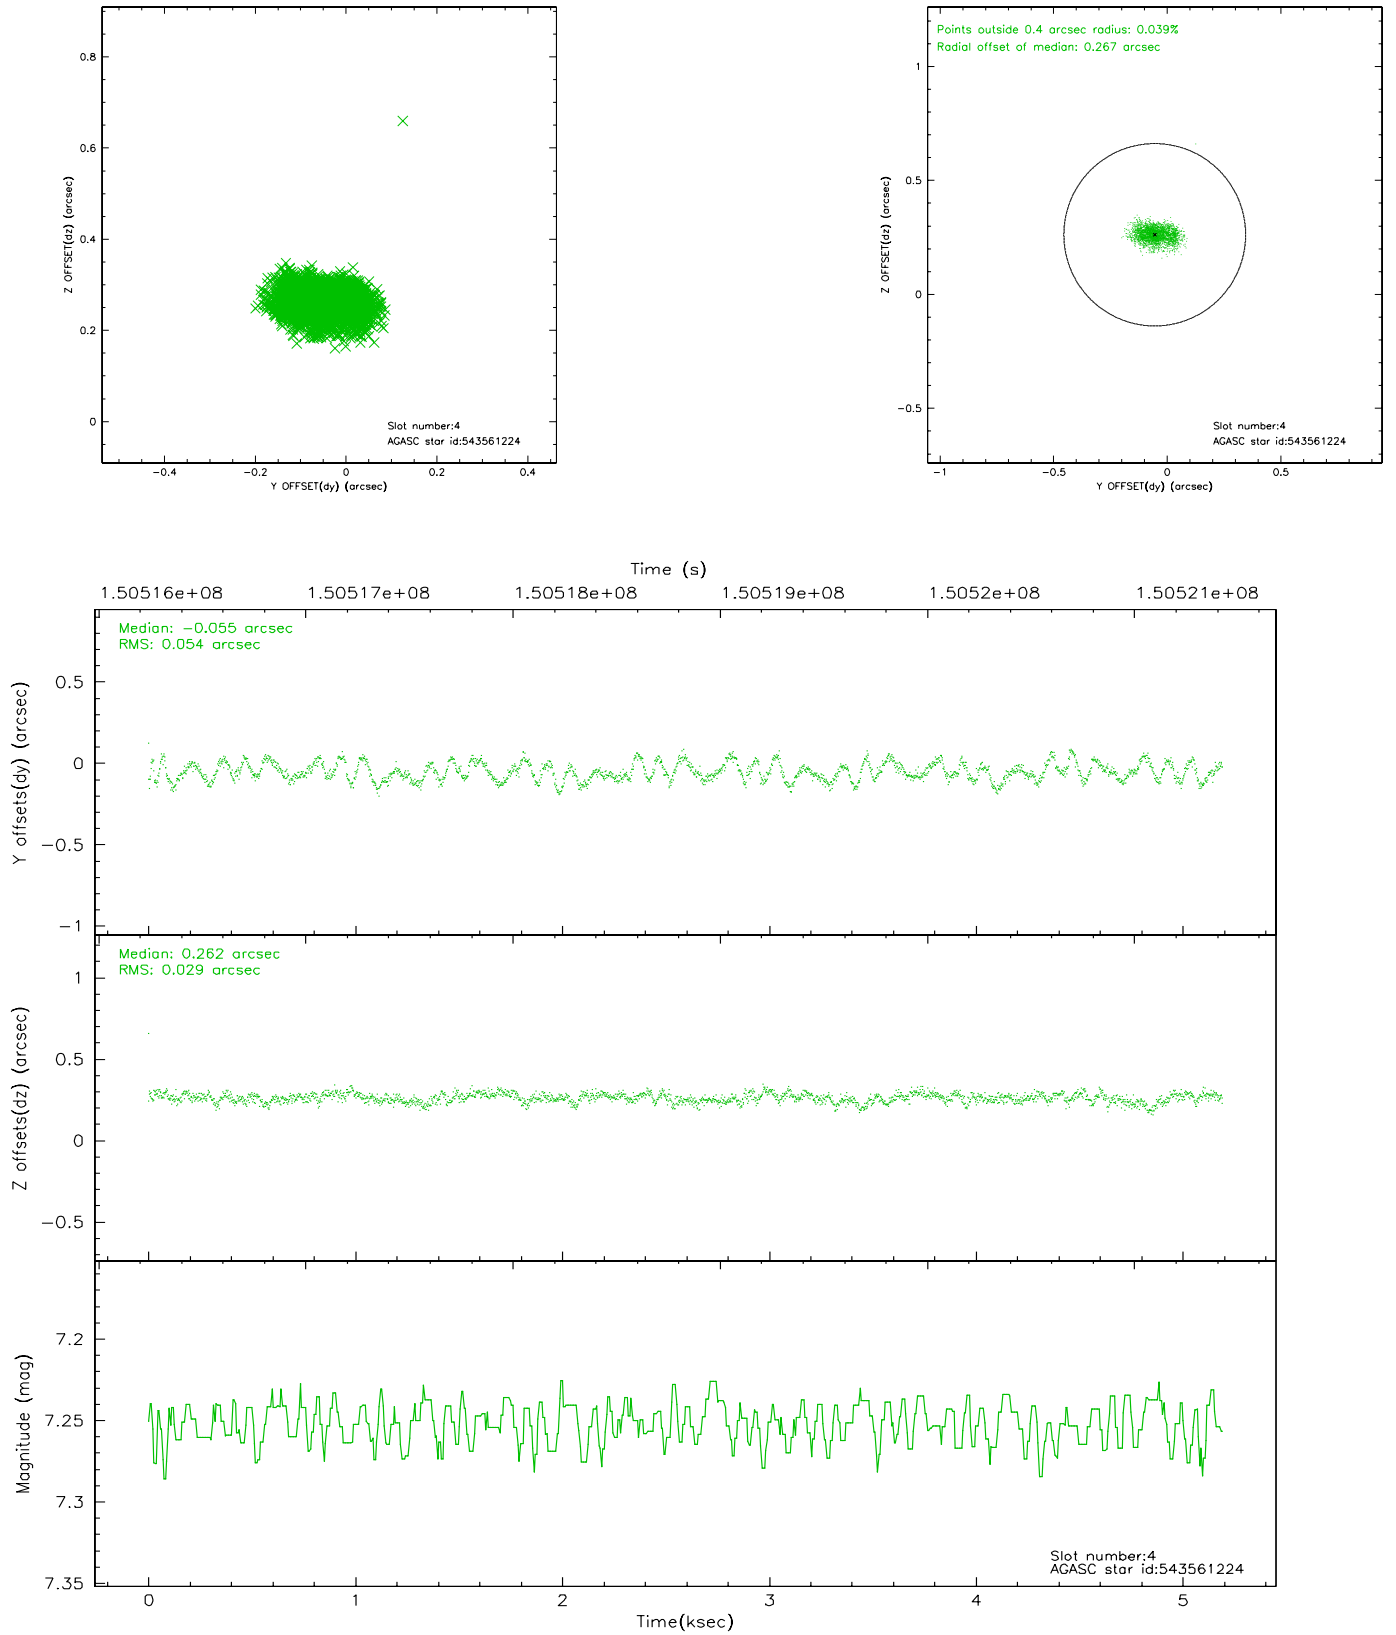 0.8
0.6
0.4
0.2
0
Z OFFSET(dz) (arcsec)
Slot number:4
AGASC star id:543561224
−0.4 −0.2 0 0.2 0.4
Y OFFSET(dy) (arcsec)
Points outside 0.4 arcsec radius: 0.039%
Radial offset of median: 0.267 arcsec
1
0.5
0
−0.5
Z OFFSET(dz) (arcsec)
Slot number:4
AGASC star id:543561224
−1 −0.5 0 0.5
Y OFFSET(dy) (arcsec)
Time (s)
1.50516e+08 1.50517e+08 1.50518e+08 1.50519e+08 1.5052e+08 1.50521e+08
Median: −0.055 arcsec
RMS: 0.054 arcsec
0.5
0
−0.5
−1
Y offsets(dy) (arcsec)
Median: 0.262 arcsec
RMS: 0.029 arcsec
1
0.5
0
−0.5
Z offsets(dz) (arcsec)
7.2
7.25
7.3
7.35
Magnitude (mag)
Slot number:4
AGASC star id:543561224
0 1 2 3 4 5
Time(ksec)